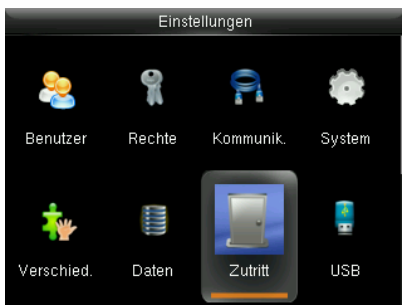 Einstellungen
Benutzer Rechte Kommunik. System
Verschied. Daten Zutritt USB